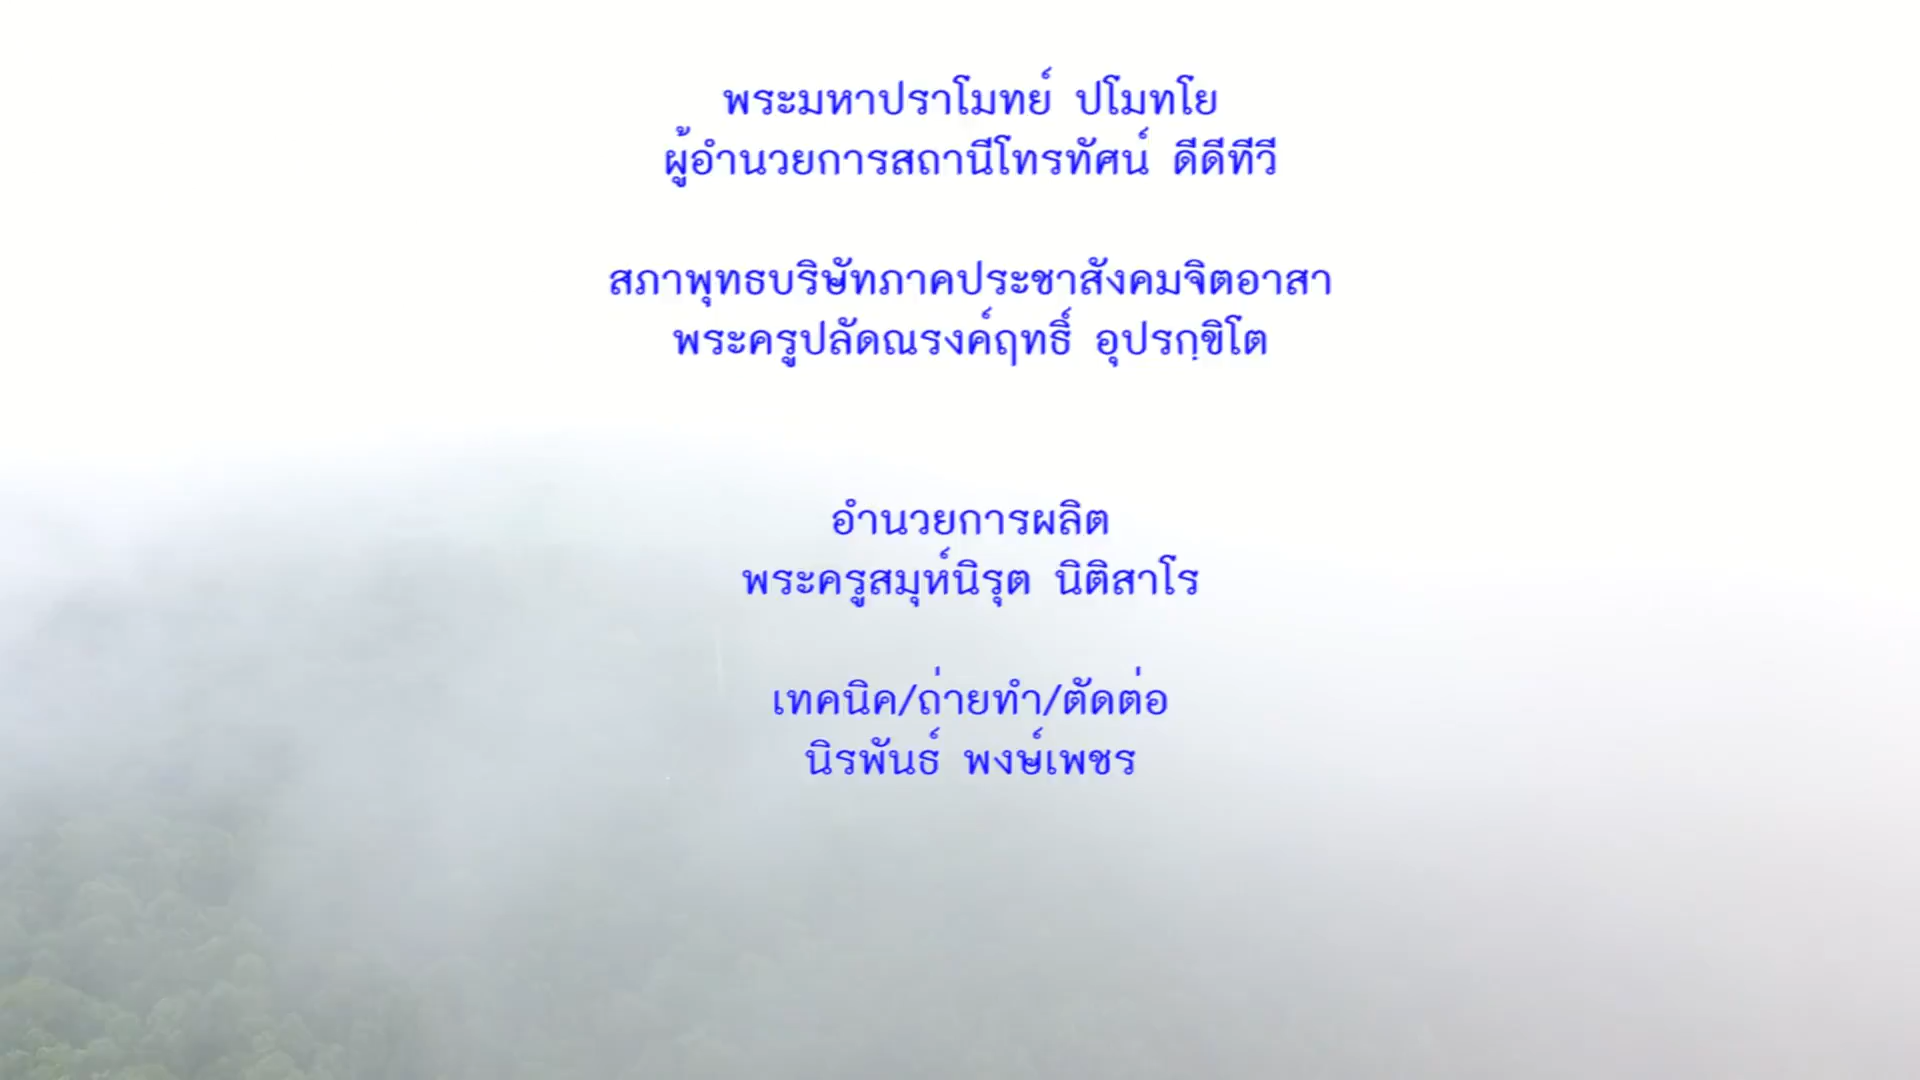 พระมหาปราโมทย์ ปโมทโย
ผู้อำนวยการสถานีโทรทัศน์ ดีดีทีวี
สภาพุทธบริษัทภาคประชาสังคมจิตอาสา
พระครูปลัดณรงค์ฤทธิ์ อุปรกฺขิโต
อำนวยการผลิต
พระครูสมุห์นิรุต นิติสาโร
เทคนิค/ถ่ายทำ/ตัดต่อ
นิรพันธ์ พงษ์เพชร